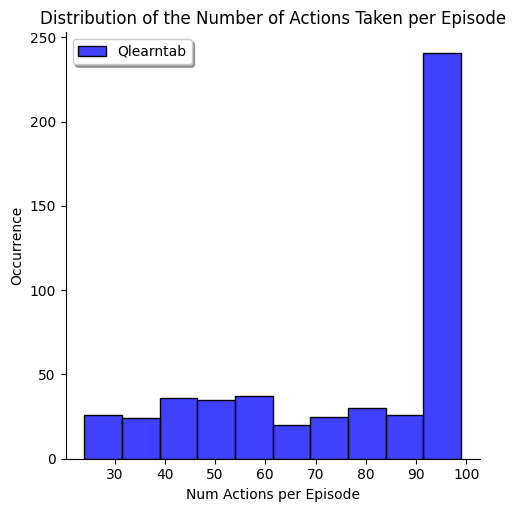 Distribution of the Number of Actions Taken per Episode
Qlearntab
250
200
150
100
50
0
Occurrence
30 40 50 60 70 80 90 100
Num Actions per Episode